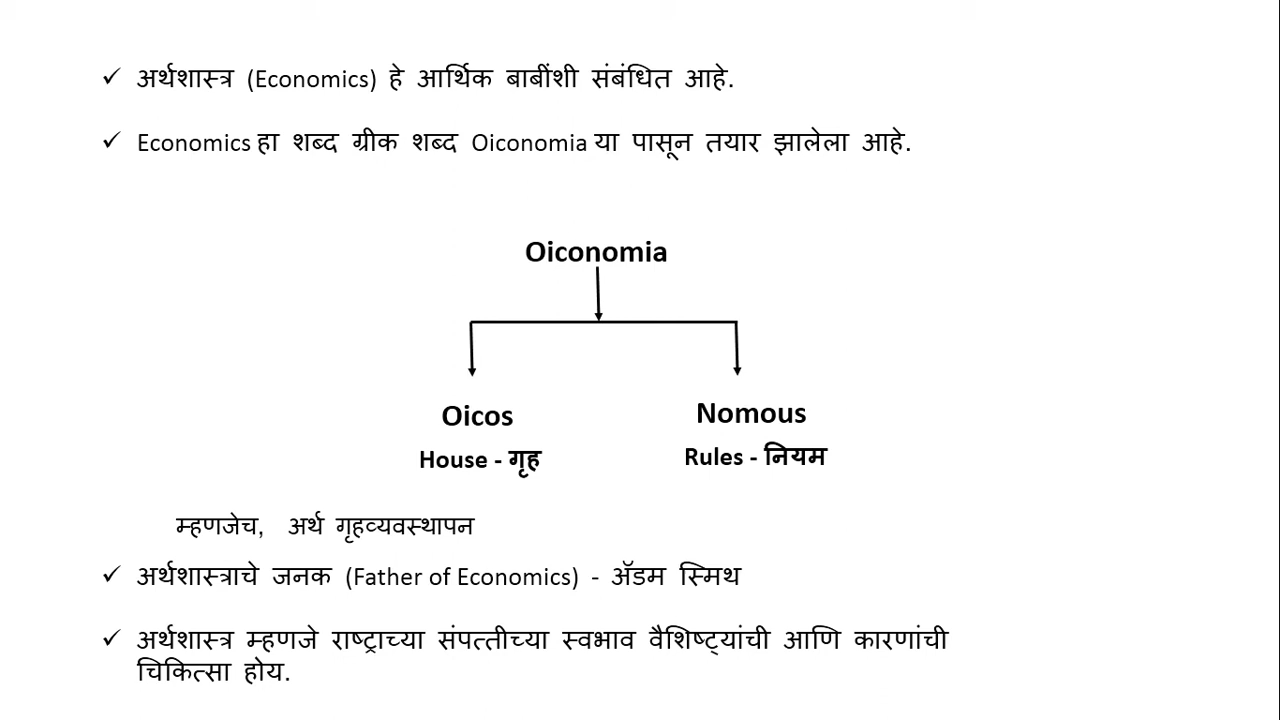 ✓ अर्थशास्त्र (Economics) हे आर्थिक बाबींशी संबंधित आहे.
✓ Economics हा शब्द ग्रीक शब्द Oiconomia या पासून तयार झालेला आहे.
Oiconomia
Oicos Nomous
House - गृह Rules - नियम
म्हणजेच, अर्थ गृहव्यवस्थापन
✓ अर्थशास्त्राचे जनक (Father of Economics) - ॲडम स्मिथ
✓ अर्थशास्त्र म्हणजे राष्ट्राच्या संपत्तीच्या स्वभाव वैशिष्ट्यांची आणि कारणांची
चिकित्सा होय.